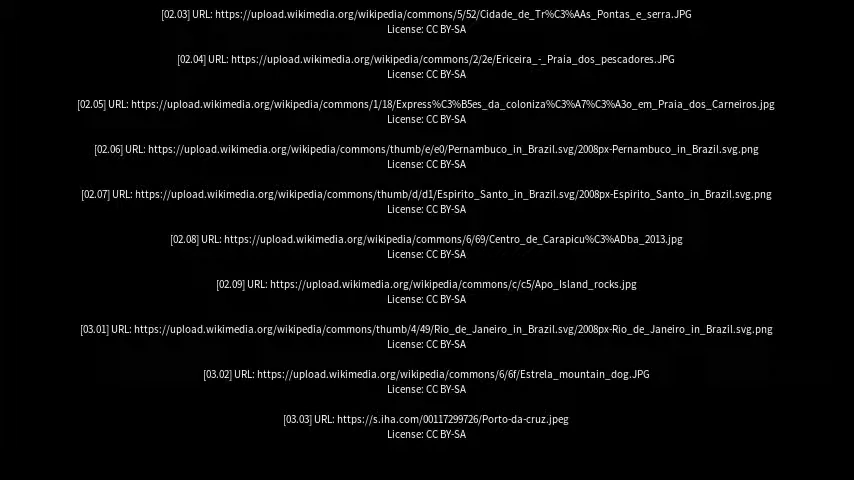 [02.03] URL: https://upload.wikimedia.org/wikipedia/commons/5/52/Cidade_de_Tr%C3%AAs_Pontas_e_serra.JPG
License: CC BY-SA
[02.04] URL: https://upload.wikimedia.org/wikipedia/commons/2/2e/Ericeira_-_Praia_dos_pescadores.JPG
License: CC BY-SA
[02.05] URL: https://upload.wikimedia.org/wikipedia/commons/1/18/Express%C3%B5es_da_coloniza%C3%A7%C3%A3o_em_Praia_dos_Carneiros.jpg
License: CC BY-SA
[02.06] URL: https://upload.wikimedia.org/wikipedia/commons/thumb/e/e0/Pernambuco_in_Brazil.svg/2008px-Pernambuco_in_Brazil.svg.png
License: CC BY-SA
[02.07] URL: https://upload.wikimedia.org/wikipedia/commons/thumb/d/d1/Espirito_Santo_in_Brazil.svg/2008px-Espirito_Santo_in_Brazil.svg.png
License: CC BY-SA
[02.08] URL: https://upload.wikimedia.org/wikipedia/commons/6/69/Centro_de_Carapicu%C3%ADba_2013.jpg
License: CC BY-SA
[02.09] URL: https://upload.wikimedia.org/wikipedia/commons/c/c5/Apo_Island_rocks.jpg
License: CC BY-SA
[03.01] URL: https://upload.wikimedia.org/wikipedia/commons/thumb/4/49/Rio_de_Janeiro_in_Brazil.svg/2008px-Rio_de_Janeiro_in_Brazil.svg.png
License: CC BY-SA
[03.02] URL: https://upload.wikimedia.org/wikipedia/commons/6/6f/Estrela_mountain_dog.JPG
License: CC BY-SA
[03.03] URL: https://s.iha.com/00117299726/Porto-da-cruz.jpeg
License: CC BY-SA